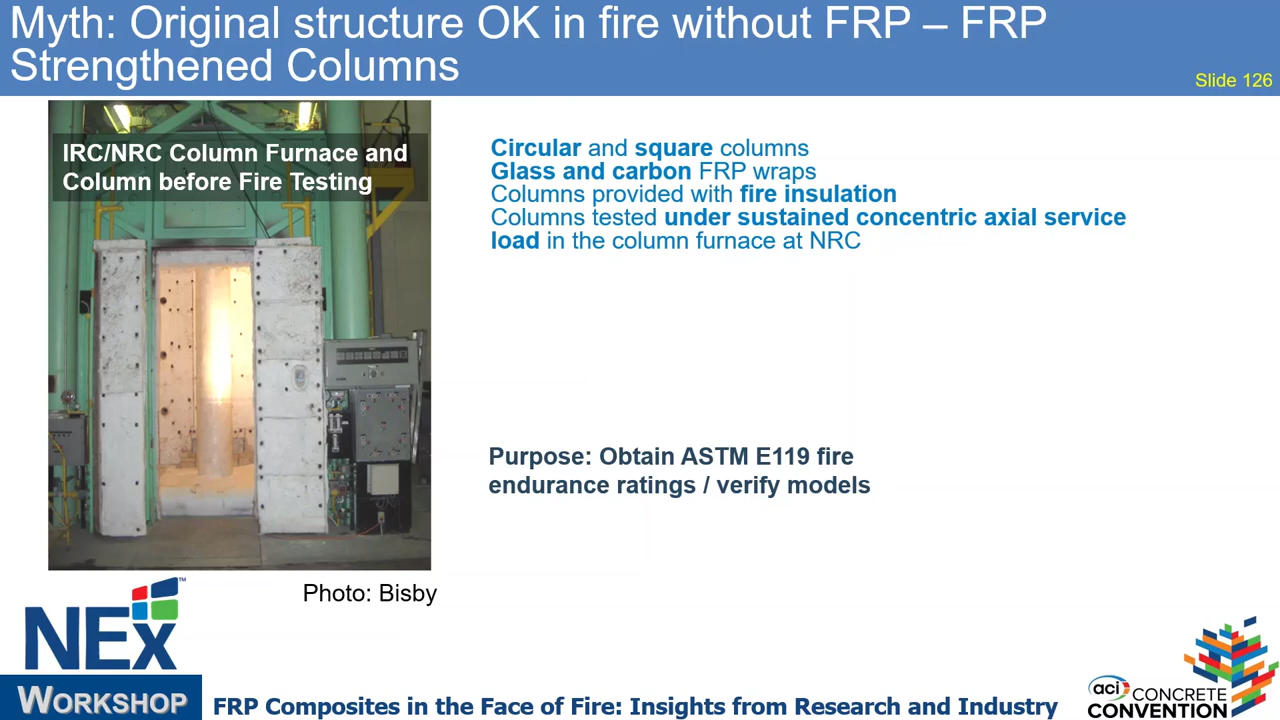 Myth: Original structure OK in fire without FRP – FRP
Strengthened Columns
Slide 126
IRC/NRC Column Furnace and
Column before Fire Testing
Circular and square columns
Glass and carbon FRP wraps
Columns provided with fire insulation
Columns tested under sustained concentric axial service
load in the column furnace at NRC
Purpose: Obtain ASTM E119 fire
endurance ratings / verify models
Photo: Bisby
NEx™
WORKSHOP
FRP Composites in the Face of Fire: Insights from Research and Industry
aci CONCRETE
CONVENTION